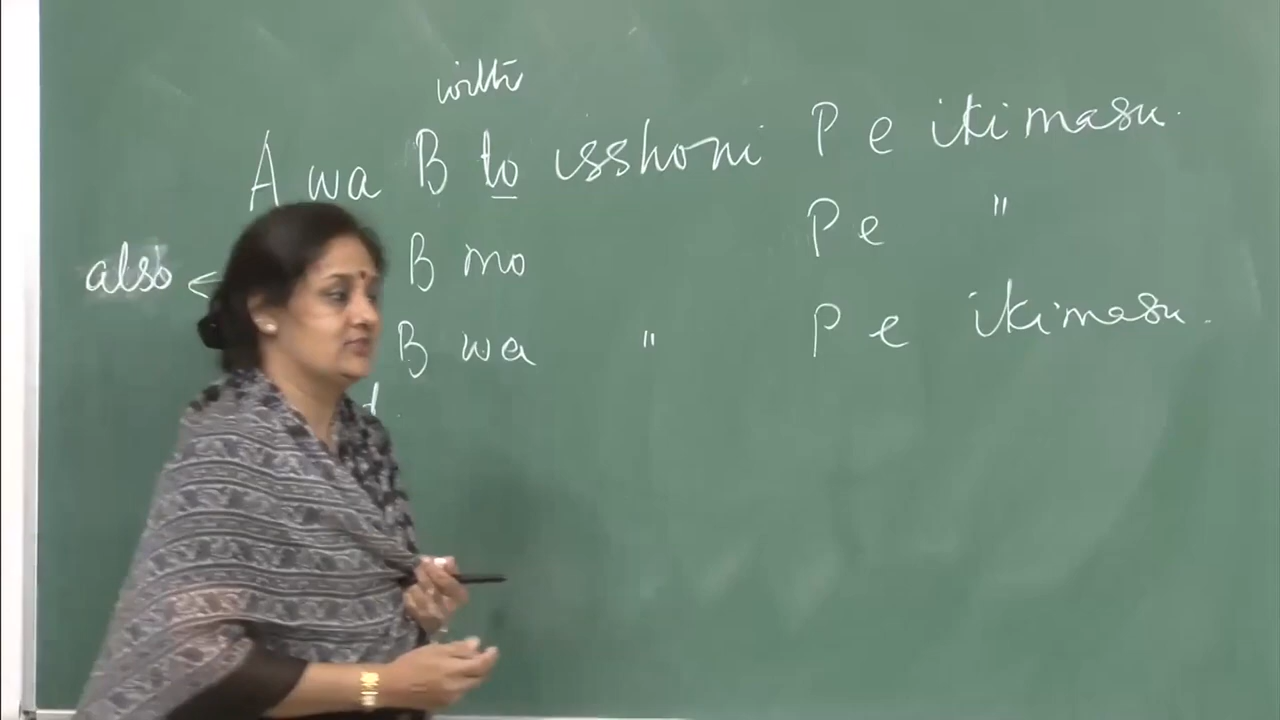 with
A wa B to isshoni P e ikimasu.
P e "
also < B mo
B wa " P e ikimasu.